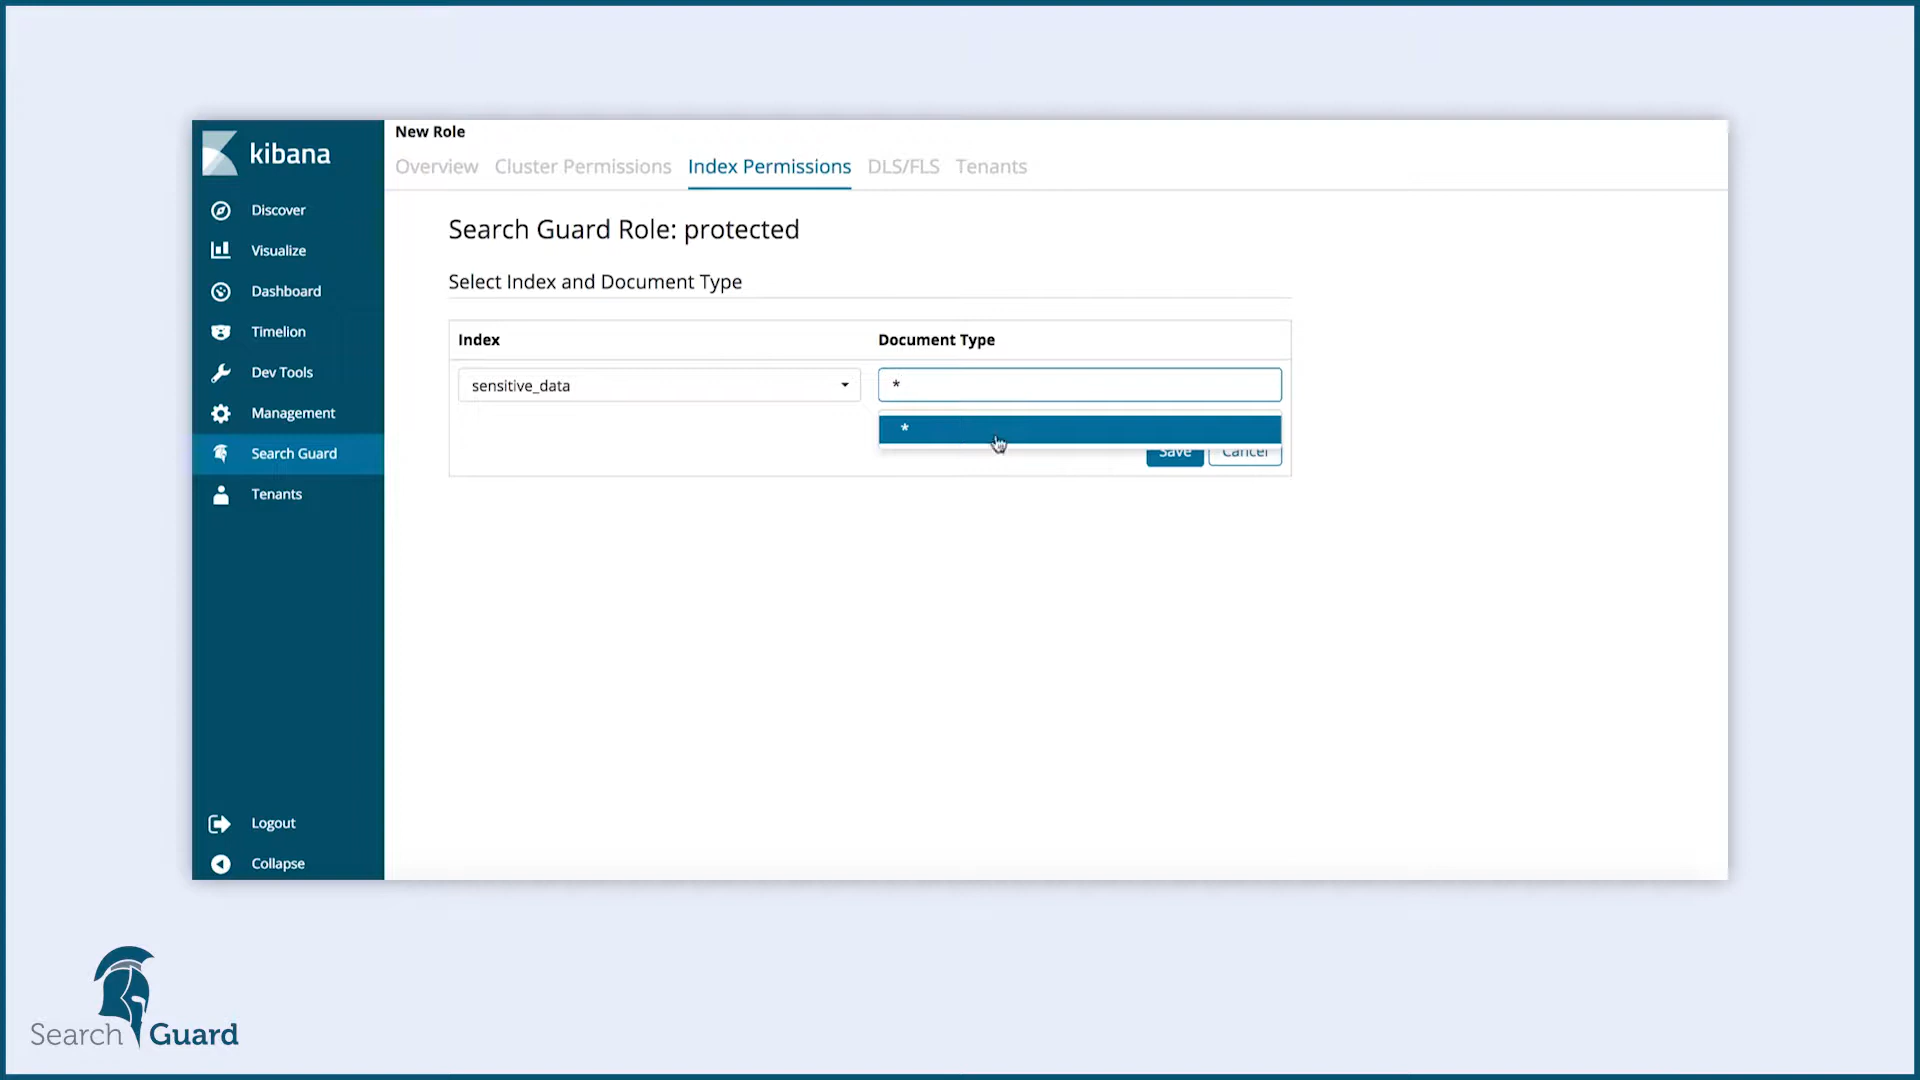 New Role
kibana
Overview Cluster Permissions Index Permissions DLS/FLS Tenants
Discover
Visualize
Dashboard
Timelion
Dev Tools
Management
Search Guard
Tenants
Logout
Collapse
Search Guard Role: protected
Select Index and Document Type
Index Document Type
sensitive_data *
*
Save Cancel
Search Guard